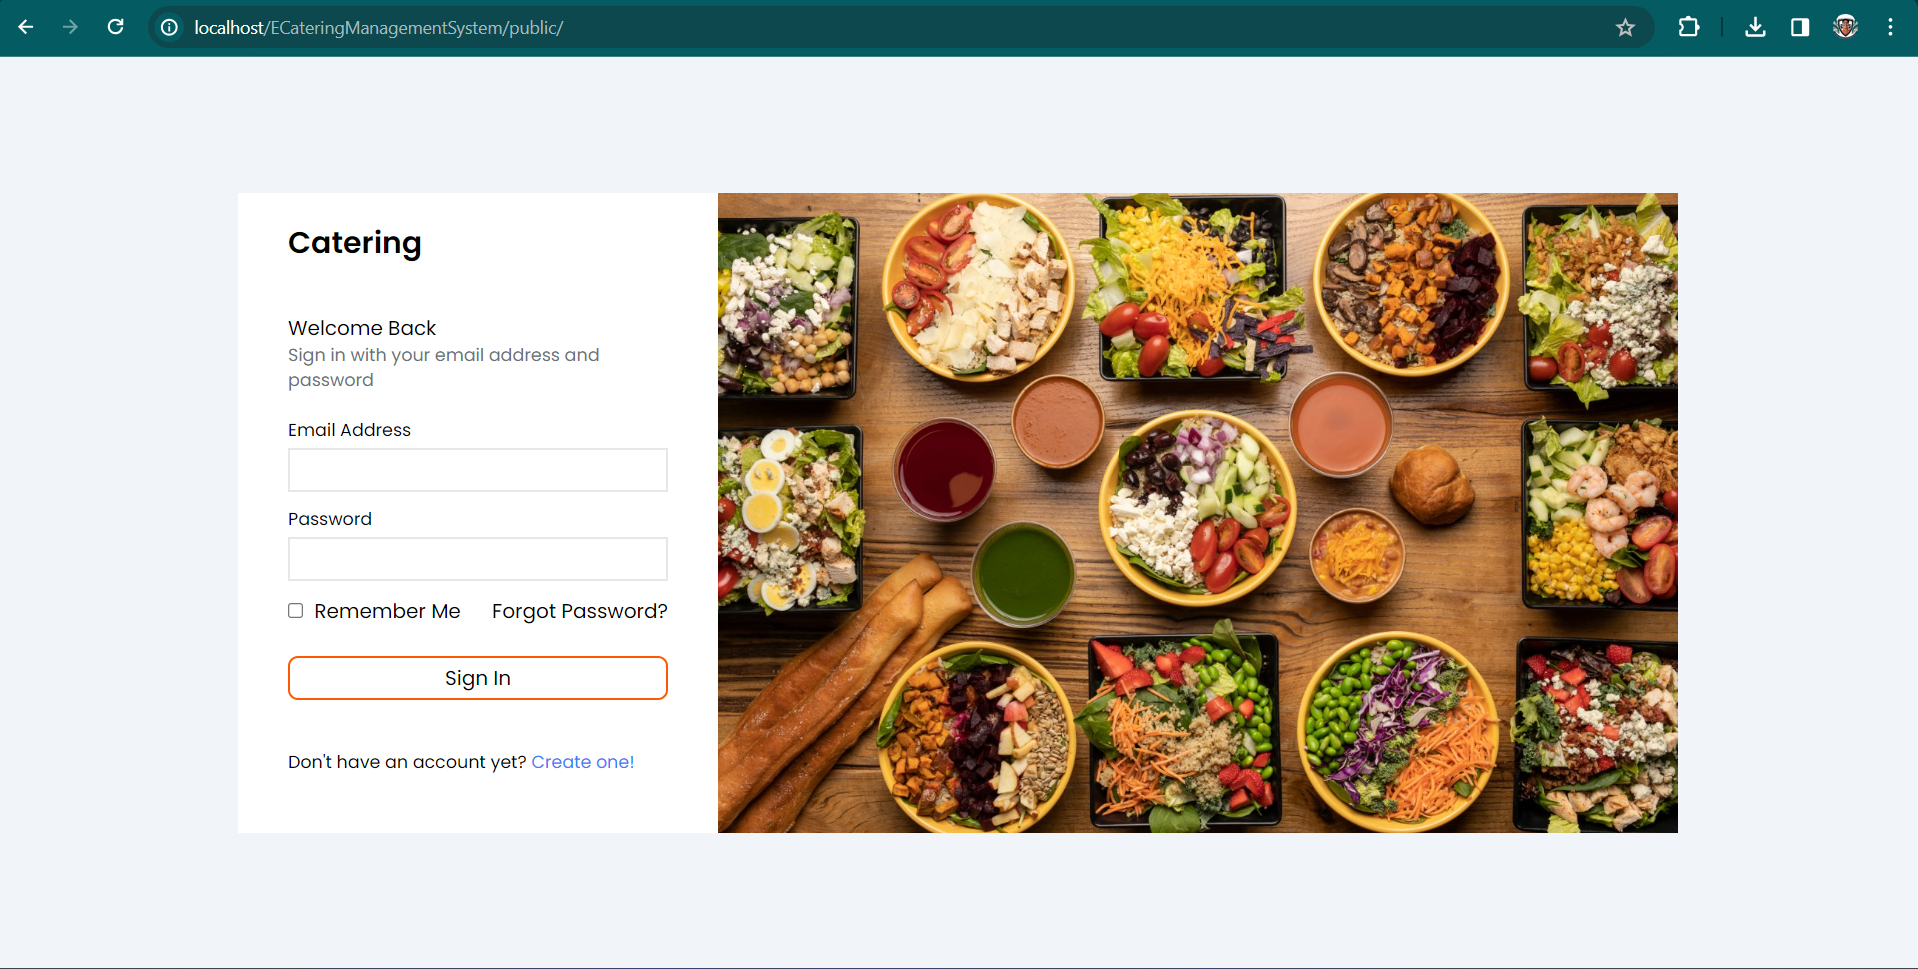 localhost/ECateringManagementSystem/public/
Catering
Welcome Back
Sign in with your email address and
password
Email Address
Password
Remember Me Forgot Password?
Sign In
Don't have an account yet? Create one!